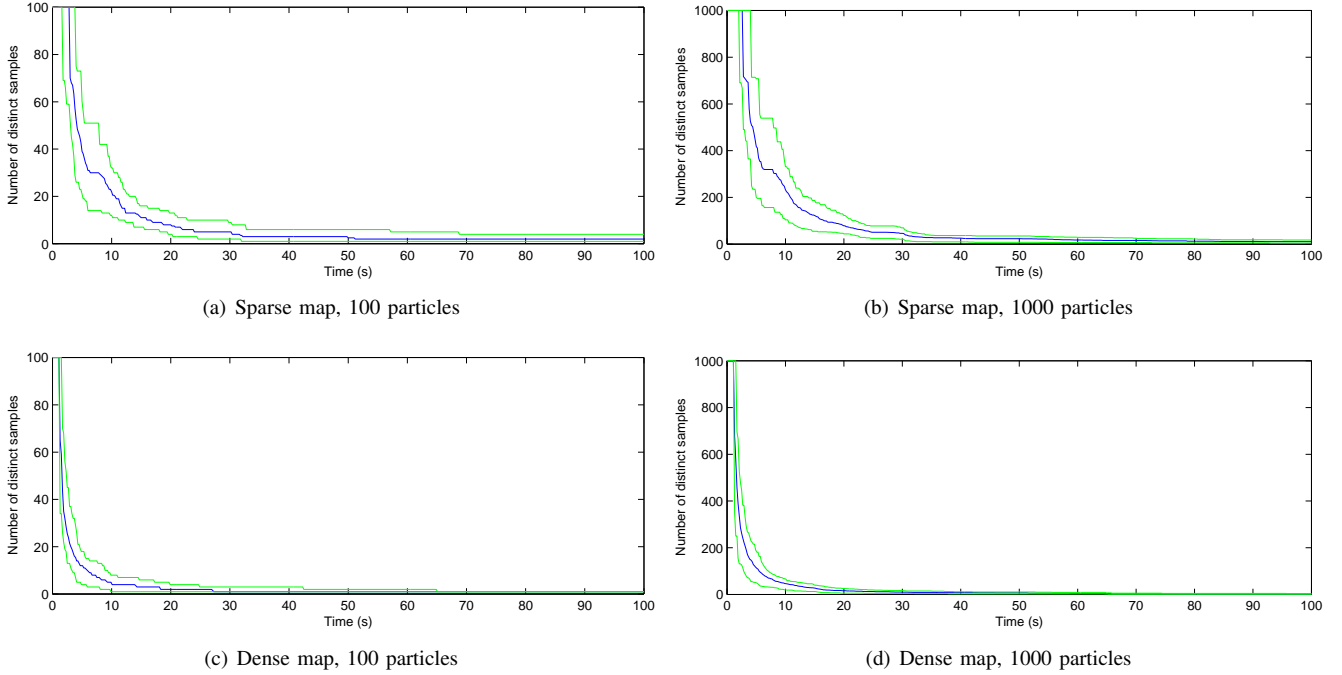 100
80
60
40
20
0
Number of distinct samples
0 10 20 30 40 50 60 70 80 90 100
Time (s)
(a) Sparse map, 100 particles
1000
800
600
400
200
0
Number of distinct samples
0 10 20 30 40 50 60 70 80 90 100
Time (s)
(b) Sparse map, 1000 particles
100
80
60
40
20
0
Number of distinct samples
0 10 20 30 40 50 60 70 80 90 100
Time (s)
(c) Dense map, 100 particles
1000
800
600
400
200
0
Number of distinct samples
0 10 20 30 40 50 60 70 80 90 100
Time (s)
(d) Dense map, 1000 particles